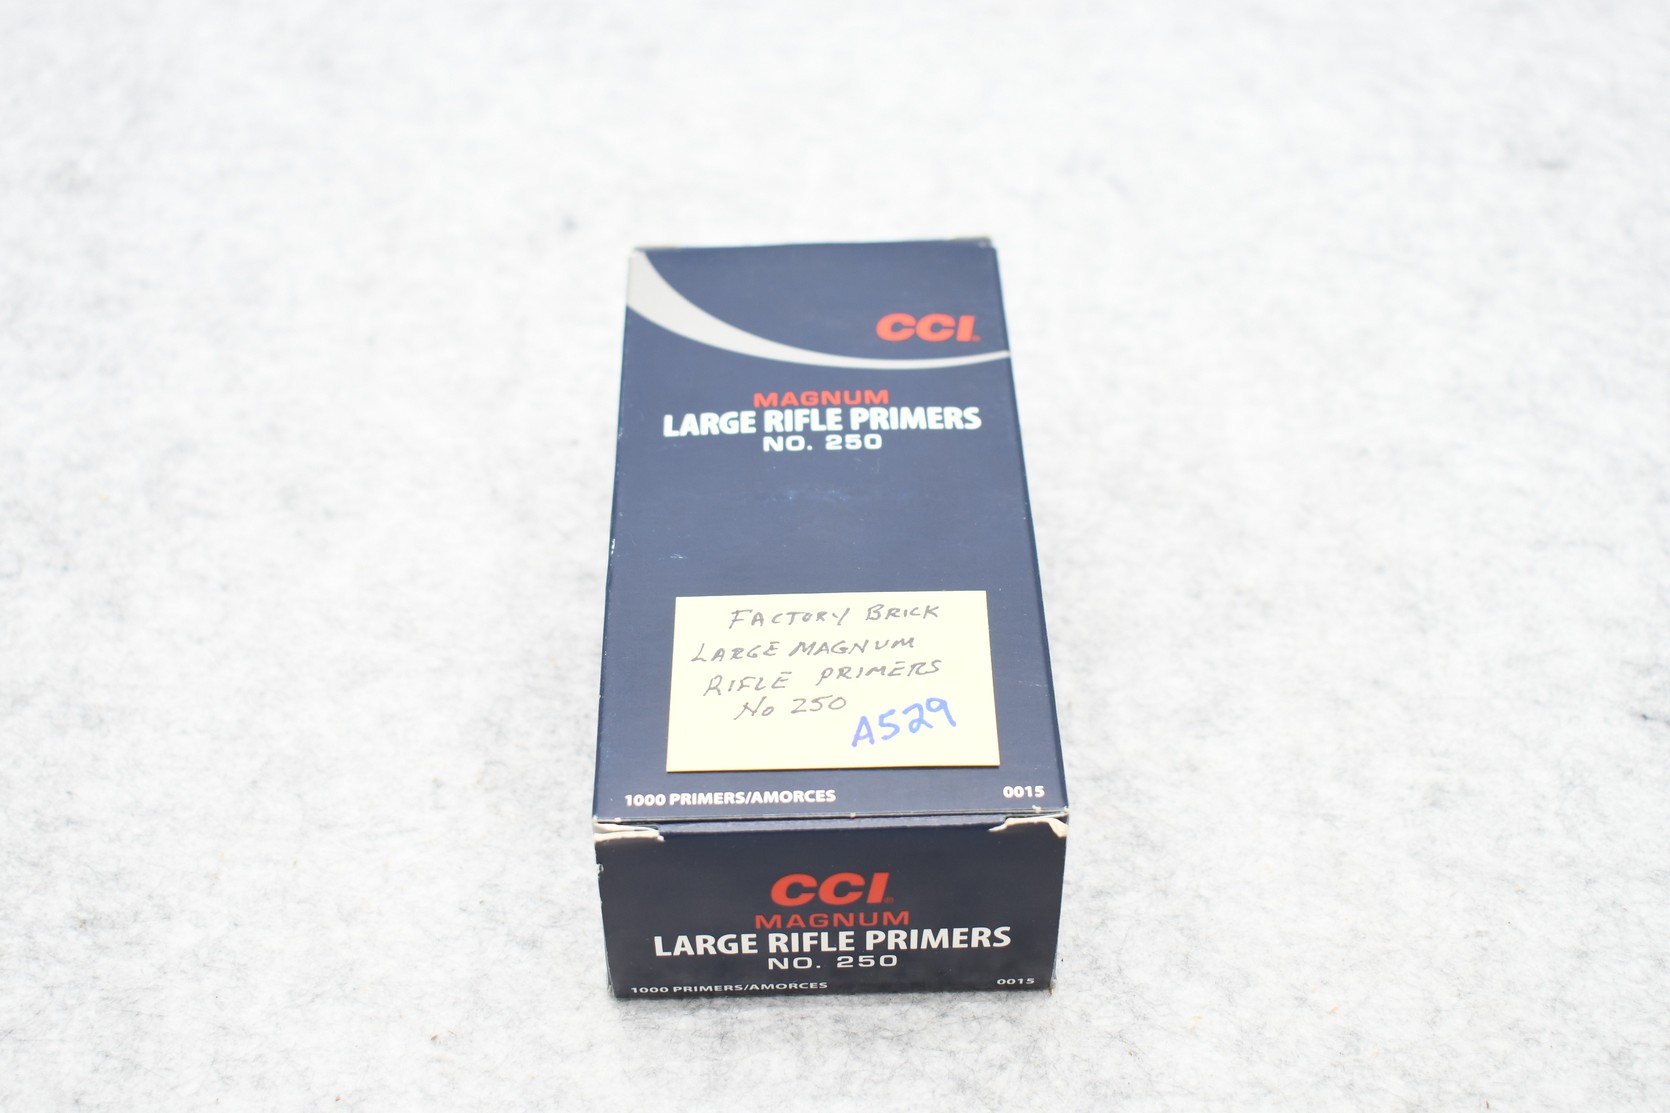 CCI
MAGNUM
LARGE RIFLE PRIMERS
NO. 250
FACTORY BRICK
LARGE MAGNUM
RIFLE PRIMERS
No 250
A529
1000 PRIMERS/AMORCES 0015
CCI
MAGNUM
LARGE RIFLE PRIMERS
NO. 250
1000 PRIMERS/AMORCES 0015